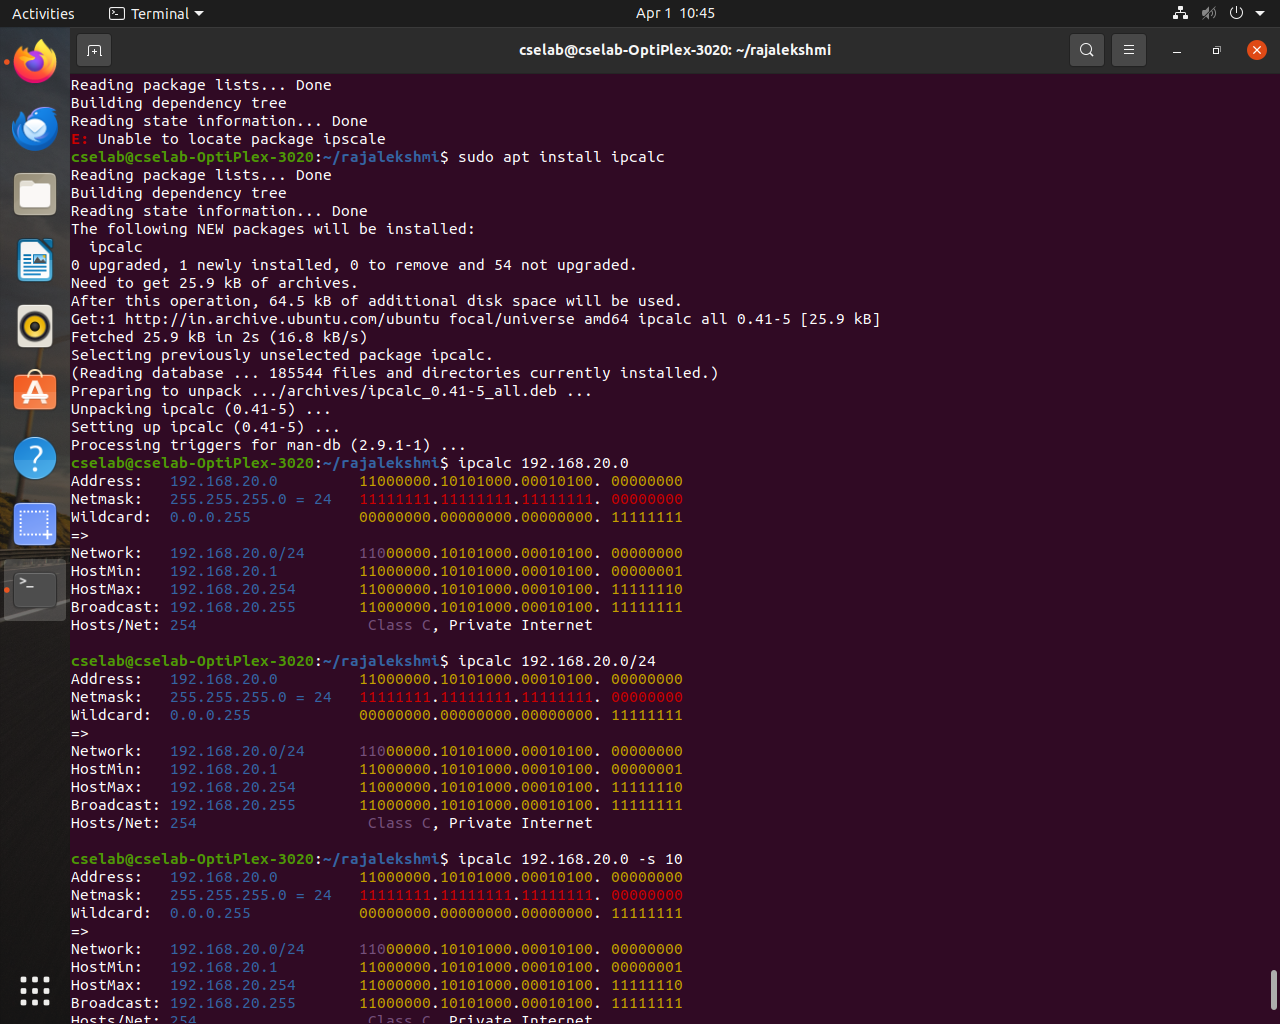 Activities
Terminal
Apr 1 10:45
cselab@cselab-OptiPlex-3020: ~/rajalekshmi
Reading package lists... Done
Building dependency tree
Reading state information... Done
E: Unable to locate package ipscale
cselab@cselab-OptiPlex-3020:~/rajalekshmi$ sudo apt install ipcalc
Reading package lists... Done
Building dependency tree
Reading state information... Done
The following NEW packages will be installed:
  ipcalc
0 upgraded, 1 newly installed, 0 to remove and 54 not upgraded.
Need to get 25.9 kB of archives.
After this operation, 64.5 kB of additional disk space will be used.
Get:1 http://in.archive.ubuntu.com/ubuntu focal/universe amd64 ipcalc all 0.41-5 [25.9 kB]
Fetched 25.9 kB in 2s (16.8 kB/s)
Selecting previously unselected package ipcalc.
(Reading database ... 185544 files and directories currently installed.)
Preparing to unpack .../archives/ipcalc_0.41-5_all.deb ...
Unpacking ipcalc (0.41-5) ...
Setting up ipcalc (0.41-5) ...
Processing triggers for man-db (2.9.1-1) ...
cselab@cselab-OptiPlex-3020:~/rajalekshmi$ ipcalc 192.168.20.0
Address:   192.168.20.0         11000000.10101000.00010100. 00000000
Netmask:   255.255.255.0 = 24   11111111.11111111.11111111. 00000000
Wildcard:  0.0.0.255            00000000.00000000.00000000. 11111111
=>
Network:   192.168.20.0/24      11000000.10101000.00010100. 00000000
HostMin:   192.168.20.1         11000000.10101000.00010100. 00000001
HostMax:   192.168.20.254       11000000.10101000.00010100. 11111110
Broadcast: 192.168.20.255       11000000.10101000.00010100. 11111111
Hosts/Net: 254                   Class C, Private Internet
cselab@cselab-OptiPlex-3020:~/rajalekshmi$ ipcalc 192.168.20.0/24
Address:   192.168.20.0         11000000.10101000.00010100. 00000000
Netmask:   255.255.255.0 = 24   11111111.11111111.11111111. 00000000
Wildcard:  0.0.0.255            00000000.00000000.00000000. 11111111
=>
Network:   192.168.20.0/24      11000000.10101000.00010100. 00000000
HostMin:   192.168.20.1         11000000.10101000.00010100. 00000001
HostMax:   192.168.20.254       11000000.10101000.00010100. 11111110
Broadcast: 192.168.20.255       11000000.10101000.00010100. 11111111
Hosts/Net: 254                   Class C, Private Internet
cselab@cselab-OptiPlex-3020:~/rajalekshmi$ ipcalc 192.168.20.0 -s 10
Address:   192.168.20.0         11000000.10101000.00010100. 00000000
Netmask:   255.255.255.0 = 24   11111111.11111111.11111111. 00000000
Wildcard:  0.0.0.255            00000000.00000000.00000000. 11111111
=>
Network:   192.168.20.0/24      11000000.10101000.00010100. 00000000
HostMin:   192.168.20.1         11000000.10101000.00010100. 00000001
HostMax:   192.168.20.254       11000000.10101000.00010100. 11111110
Broadcast: 192.168.20.255       11000000.10101000.00010100. 11111111
Hosts/Net: 254                   Class C, Private Internet